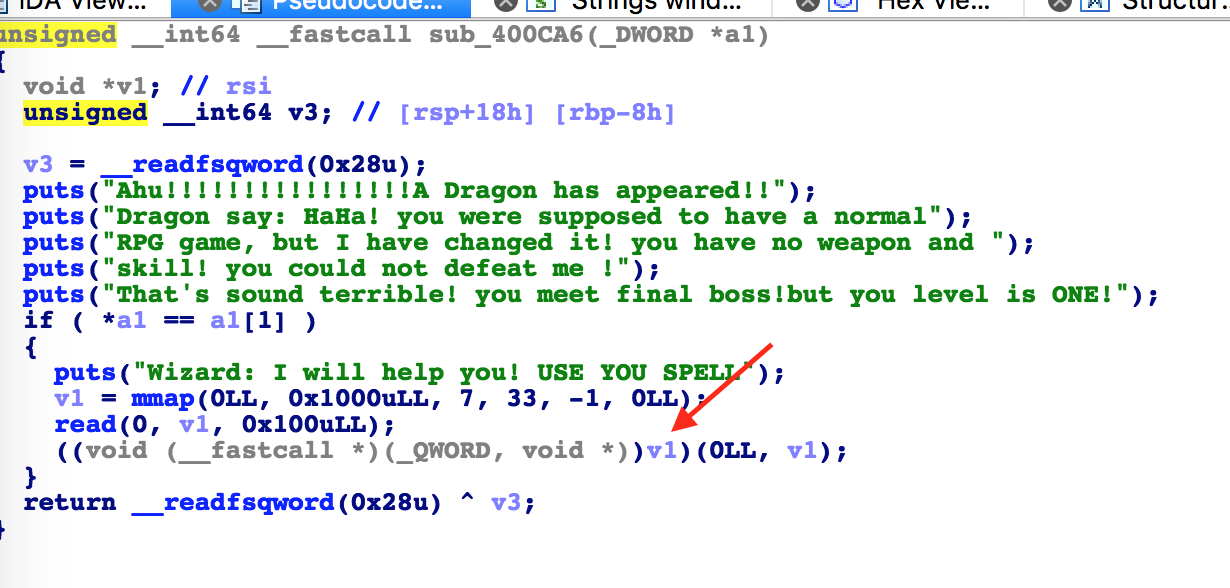 IDA View... Pseudocode... Strings wind... Hex Vie... Structur...
unsigned __int64 __fastcall sub_400CA6(_DWORD *a1)
{
void *v1; // rsi
unsigned __int64 v3; // [rsp+18h] [rbp-8h]
v3 = __readfsqword(0x28u);
puts("Ahu!!!!!!!!!!!!!!!!A Dragon has appeared!!");
puts("Dragon say: HaHa! you were supposed to have a normal");
puts("RPG game, but I have changed it! you have no weapon and ");
puts("skill! you could not defeat me !");
puts("That's sound terrible! you meet final boss!but you level is ONE!");
if ( *a1 == a1[1] )
{
puts("Wizard: I will help you! USE YOU SPELL");
v1 = mmap(0LL, 0x1000uLL, 7, 33, -1, 0LL);
read(0, v1, 0x100uLL);
((void (__fastcall *)(_QWORD, void *))v1)(0LL, v1);
}
return __readfsqword(0x28u) ^ v3;
}